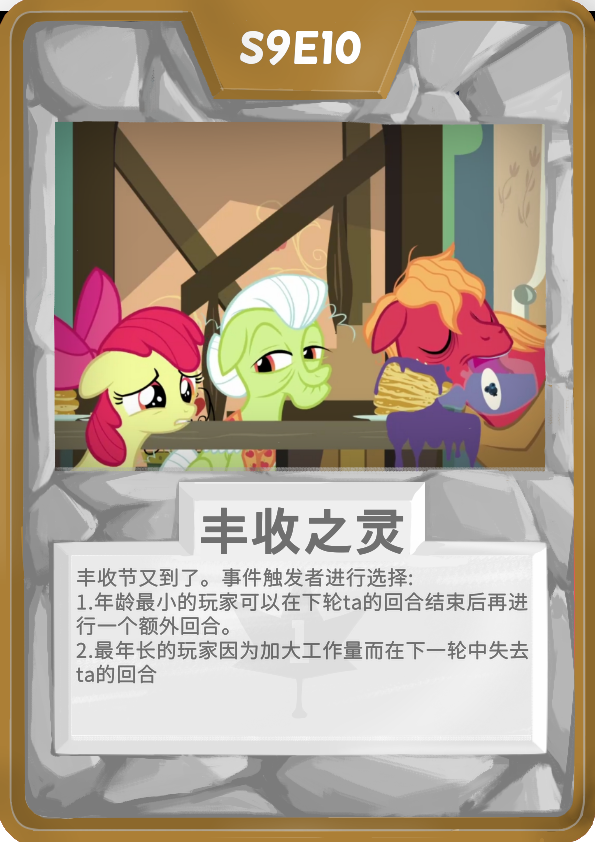 S9E10
丰收之灵
丰收节又到了。事件触发者进行选择:
1.年龄最小的玩家可以在下轮ta的回合结束后再进
行一个额外回合。
2.最年长的玩家因为加大工作量而在下一轮中失去
ta的回合